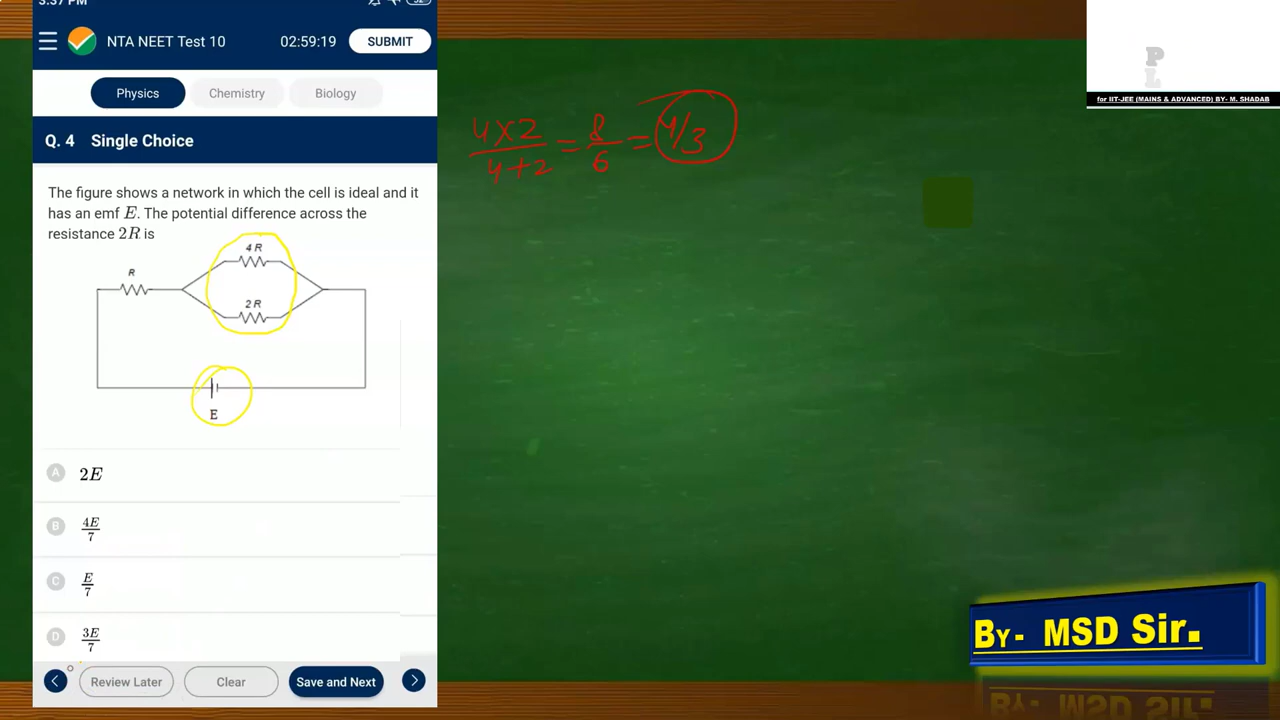 3:37 PM
NTA NEET Test 10
02:59:19
SUBMIT
Physics
Chemistry
Biology
Q. 4 Single Choice
The figure shows a network in which the cell is ideal and it
has an emf E. The potential difference across the
resistance 2R is
4 R
R
2 R
E
A 2E
B 4E/7
C E/7
D 3E/7
Review Later
Clear
Save and Next
4×2/4+2 = 8/6 = 4/3
P
L
for IIT-JEE (MAINS & ADVANCED) BY- M. SHADAB
By- MSD Sir.